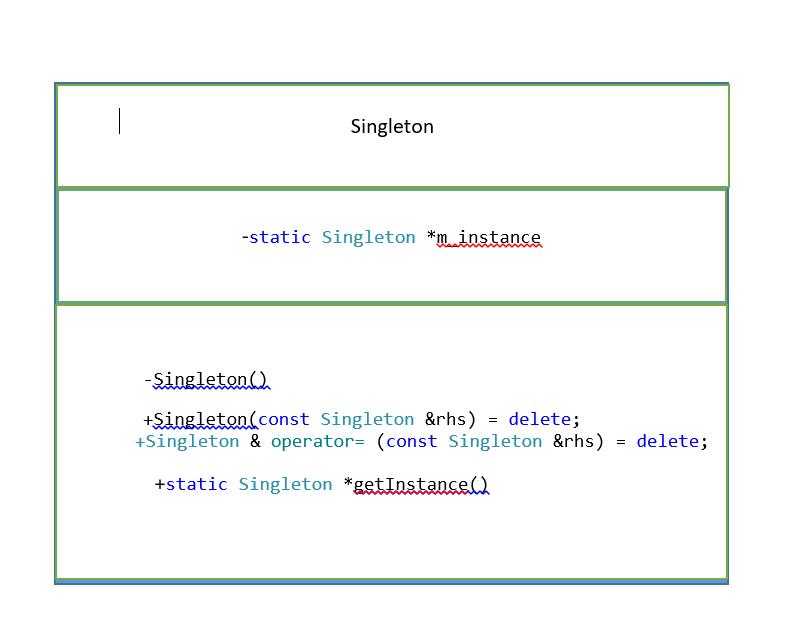 Singleton
-static Singleton *m_instance
-Singleton()
+Singleton(const Singleton &rhs) = delete;
+Singleton & operator= (const Singleton &rhs) = delete;
+static Singleton *getInstance()